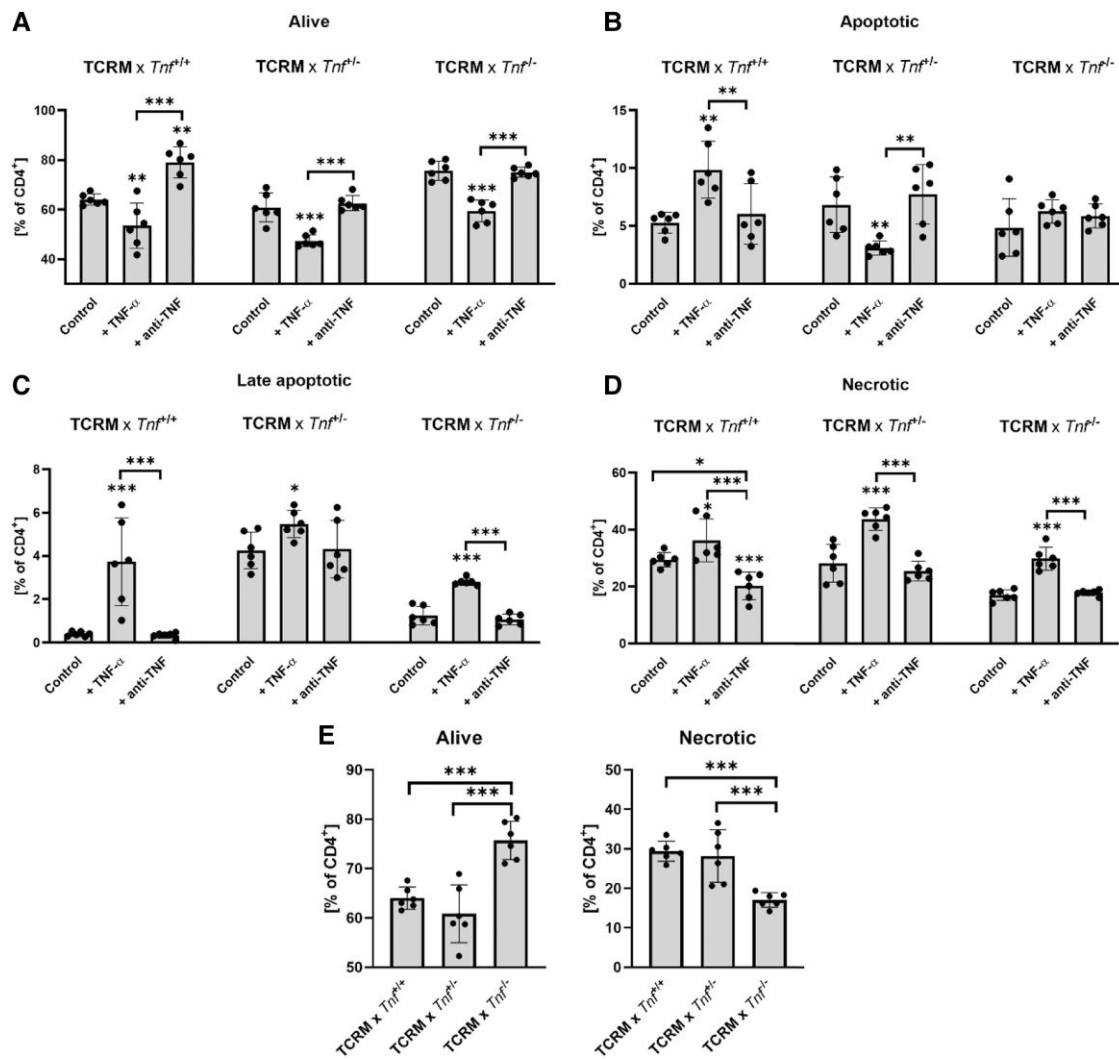 A
Alive
TCRM x Tnf+/+
TCRM x Tnf+/-
TCRM x Tnf-/-
[% of CD4+]
100
80
60
40
***
**
**
***
***
***
***
Control
+ TNF-α
+ anti-TNF
Control
+ TNF-α
+ anti-TNF
Control
+ TNF-α
+ anti-TNF
B
Apoptotic
TCRM x Tnf+/+
TCRM x Tnf+/-
TCRM x Tnf-/-
[% of CD4+]
15
10
5
0
**
**
**
**
Control
+ TNF-α
+ anti-TNF
Control
+ TNF-α
+ anti-TNF
Control
+ TNF-α
+ anti-TNF
C
Late apoptotic
TCRM x Tnf+/+
TCRM x Tnf+/-
TCRM x Tnf-/-
[% of CD4+]
8
6
4
2
0
***
***
*
***
***
Control
+ TNF-α
+ anti-TNF
Control
+ TNF-α
+ anti-TNF
Control
+ TNF-α
+ anti-TNF
D
Necrotic
TCRM x Tnf+/+
TCRM x Tnf+/-
TCRM x Tnf-/-
[% of CD4+]
60
40
20
0
*
***
*
***
***
***
***
***
Control
+ TNF-α
+ anti-TNF
Control
+ TNF-α
+ anti-TNF
Control
+ TNF-α
+ anti-TNF
E
Alive
[% of CD4+]
90
80
70
60
50
***
***
TCRM x Tnf+/+
TCRM x Tnf+/-
TCRM x Tnf-/-
Necrotic
[% of CD4+]
50
40
30
20
10
0
***
***
TCRM x Tnf+/+
TCRM x Tnf+/-
TCRM x Tnf-/-